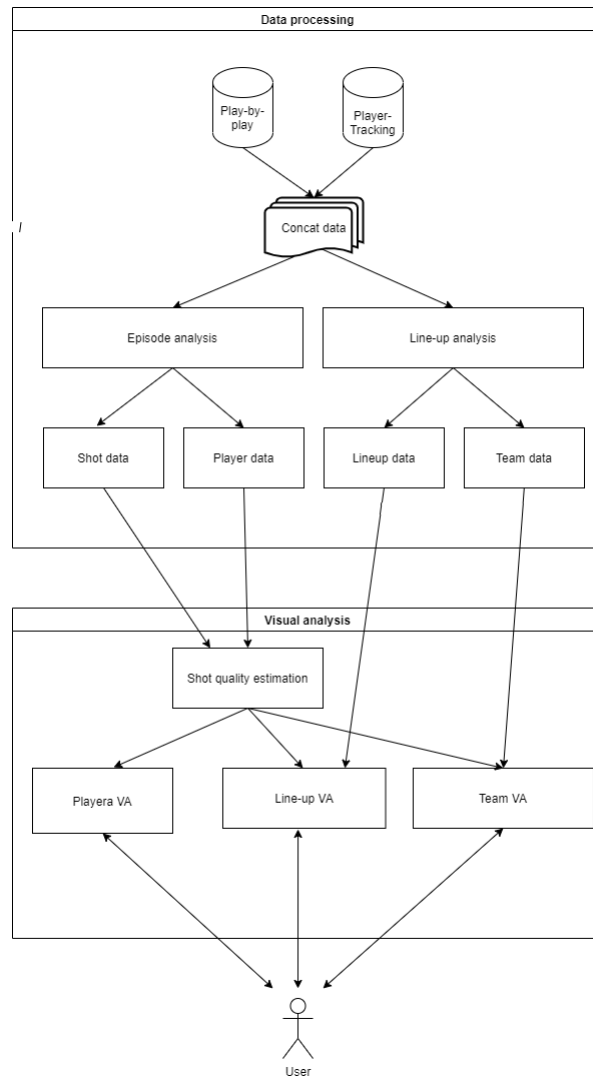 Data processing
Play-by-
play
Player-
Tracking
Concat data
I
Episode analysis
Line-up analysis
Shot data
Player data
Lineup data
Team data
Visual analysis
Shot quality estimation
Playera VA
Line-up VA
Team VA
User